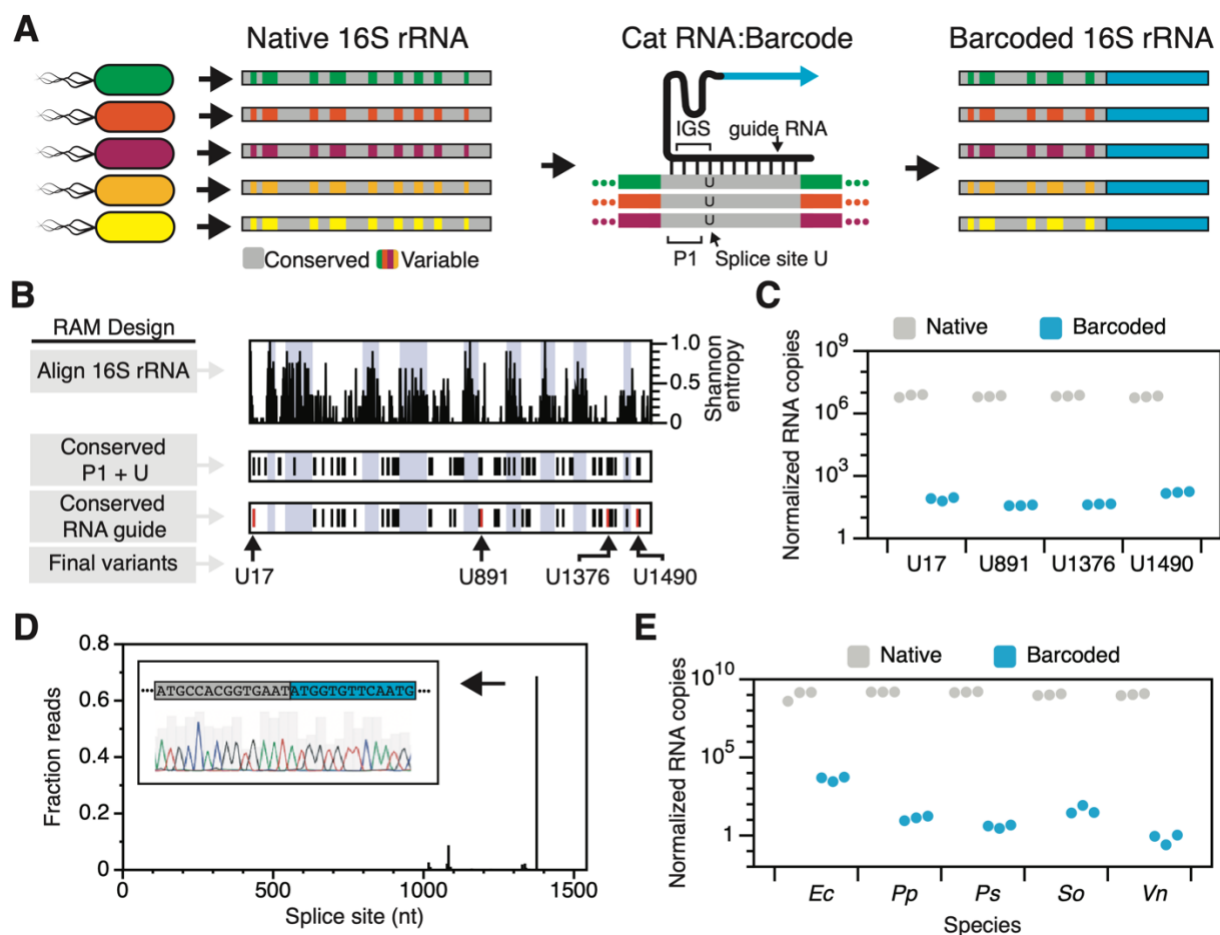 A
Native 16S rRNA
Cat RNA:Barcode
Barcoded 16S rRNA
IGS
guide RNA
U
U
U
P1
Splice site U
Conserved
Variable
B
RAM Design
Align 16S rRNA
Conserved
P1 + U
Conserved
RNA guide
Final variants
1.0
0.5
0
Shannon
entropy
U17
U891
U1376
U1490
C
Native
Barcoded
Normalized RNA copies
10^9
10^6
10^3
1
U17
U891
U1376
U1490
D
Fraction reads
0.8
0.6
0.4
0.2
0
ATGCCACGGTGAATATGGTGTTCAATG
0
500
1000
1500
Splice site (nt)
E
Native
Barcoded
Normalized RNA copies
10^10
10^5
1
Ec
Pp
Ps
So
Vn
Species